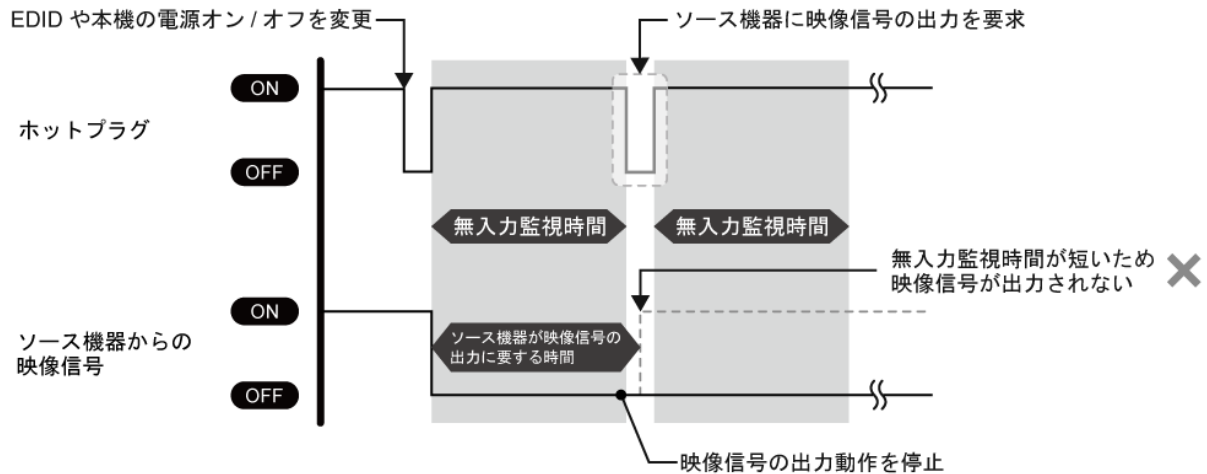 EDID や本機の電源オン / オフを変更
ソース機器に映像信号の出力を要求
ON
ホットプラグ
OFF
無入力監視時間
無入力監視時間
無入力監視時間が短いため
映像信号が出力されない
ON
ソース機器からの
映像信号
ソース機器が映像信号の
出力に要する時間
OFF
映像信号の出力動作を停止